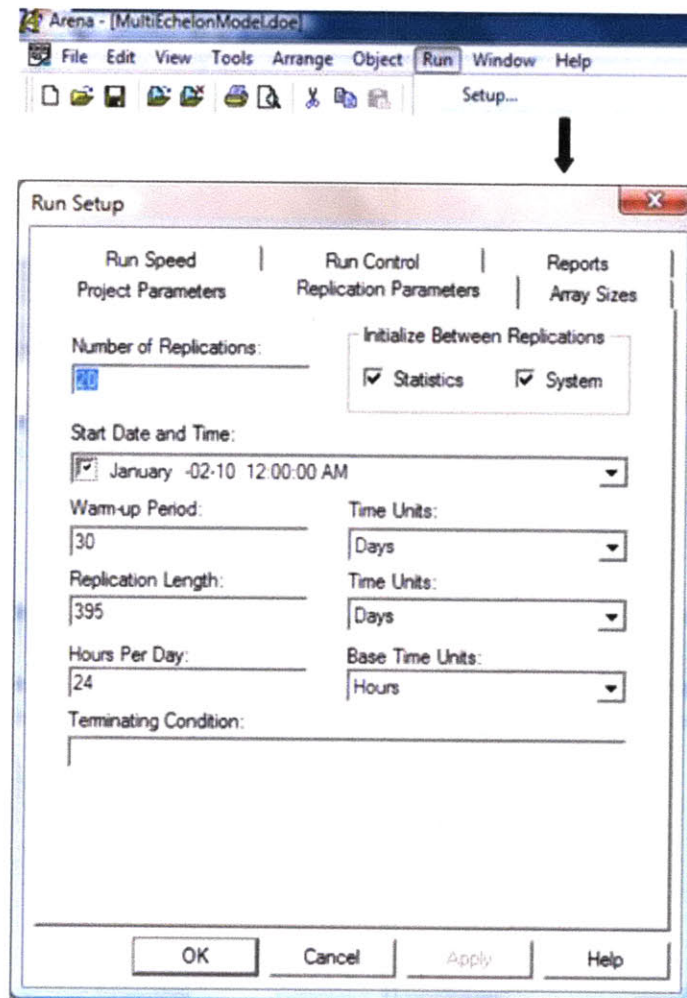 Arena - [MultiEchelonModel.doe]
File Edit View Tools Arrange Object Run Window Help
Setup...
Run Setup
Run Speed Run Control Reports
Project Parameters Replication Parameters Array Sizes
Number of Replications:
20
Initialize Between Replications
Statistics System
Start Date and Time:
January -02-10 12:00:00 AM
Warm-up Period: Time Units:
30 Days
Replication Length: Time Units:
395 Days
Hours Per Day: Base Time Units:
24 Hours
Terminating Condition:
OK Cancel Apply Help